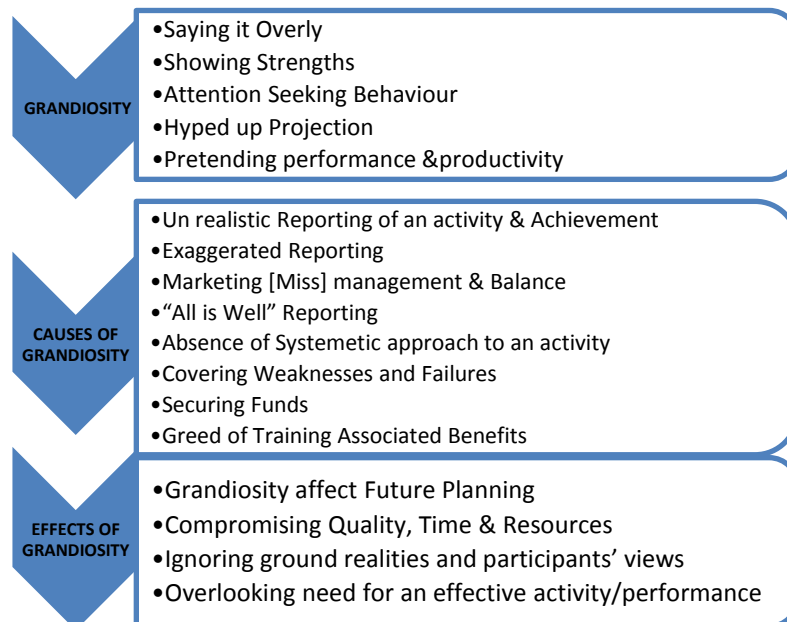 GRANDIOSITY
•Saying it Overly
•Showing Strengths
•Attention Seeking Behaviour
•Hyped up Projection
•Pretending performance &productivity
CAUSES OF
GRANDIOSITY
•Un realistic Reporting of an activity & Achievement
•Exaggerated Reporting
•Marketing [Miss] management & Balance
•“All is Well” Reporting
•Absence of Systemetic approach to an activity
•Covering Weaknesses and Failures
•Securing Funds
•Greed of Training Associated Benefits
EFFECTS OF
GRANDIOSITY
•Grandiosity affect Future Planning
•Compromising Quality, Time & Resources
•Ignoring ground realities and participants’ views
•Overlooking need for an effective activity/performance